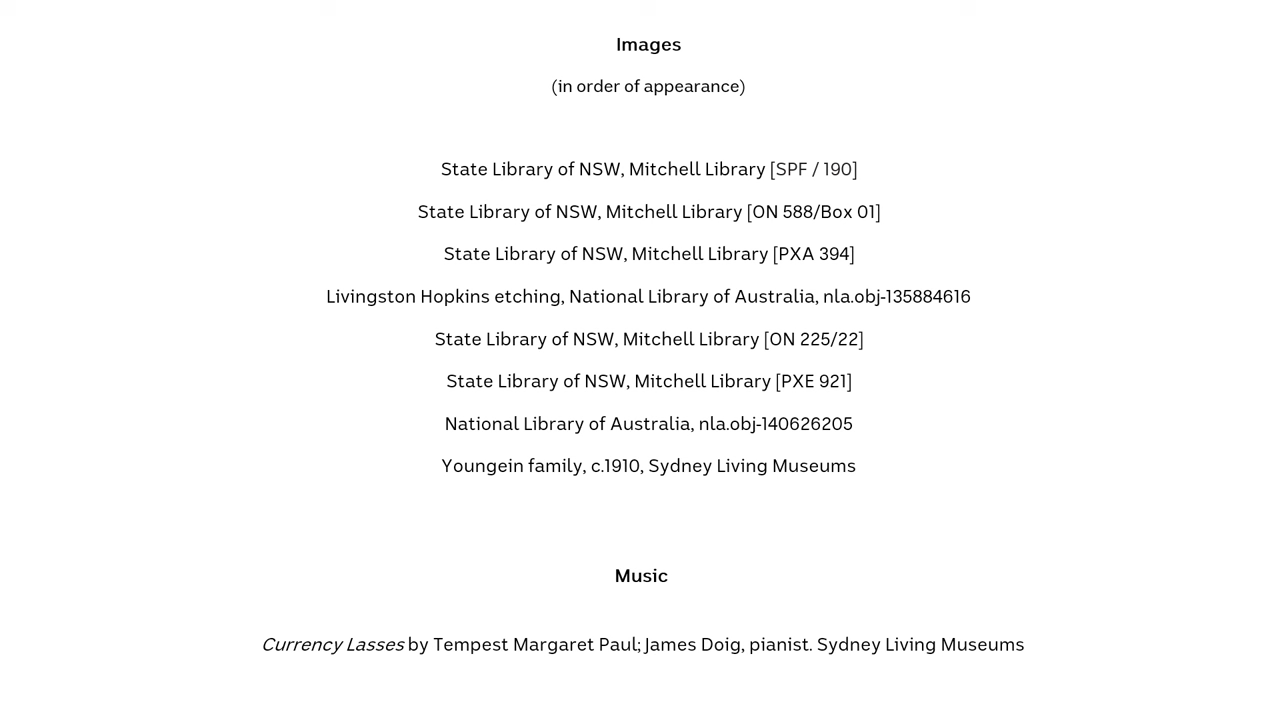 Images
(in order of appearance)
State Library of NSW, Mitchell Library [SPF / 190]
State Library of NSW, Mitchell Library [ON 588/Box 01]
State Library of NSW, Mitchell Library [PXA 394]
Livingston Hopkins etching, National Library of Australia, nla.obj-135884616
State Library of NSW, Mitchell Library [ON 225/22]
State Library of NSW, Mitchell Library [PXE 921]
National Library of Australia, nla.obj-140626205
Youngein family, c.1910, Sydney Living Museums
Music
Currency Lasses by Tempest Margaret Paul; James Doig, pianist. Sydney Living Museums